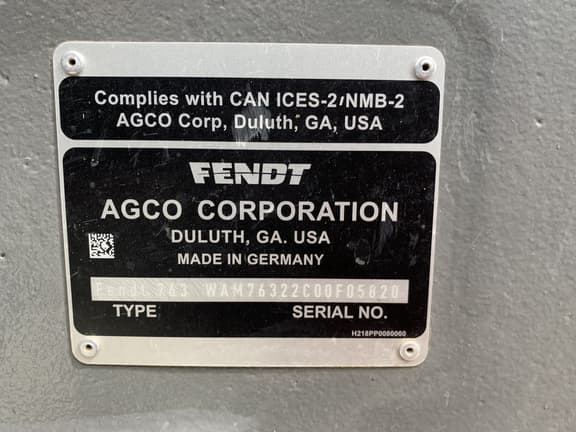 Complies with CAN ICES-2/NMB-2
AGCO Corp, Duluth, GA, USA
FENDT
AGCO CORPORATION
DULUTH, GA. USA
MADE IN GERMANY
Fendt 763 WAM76322C00F05820
TYPE SERIAL NO.
H218PP0080060